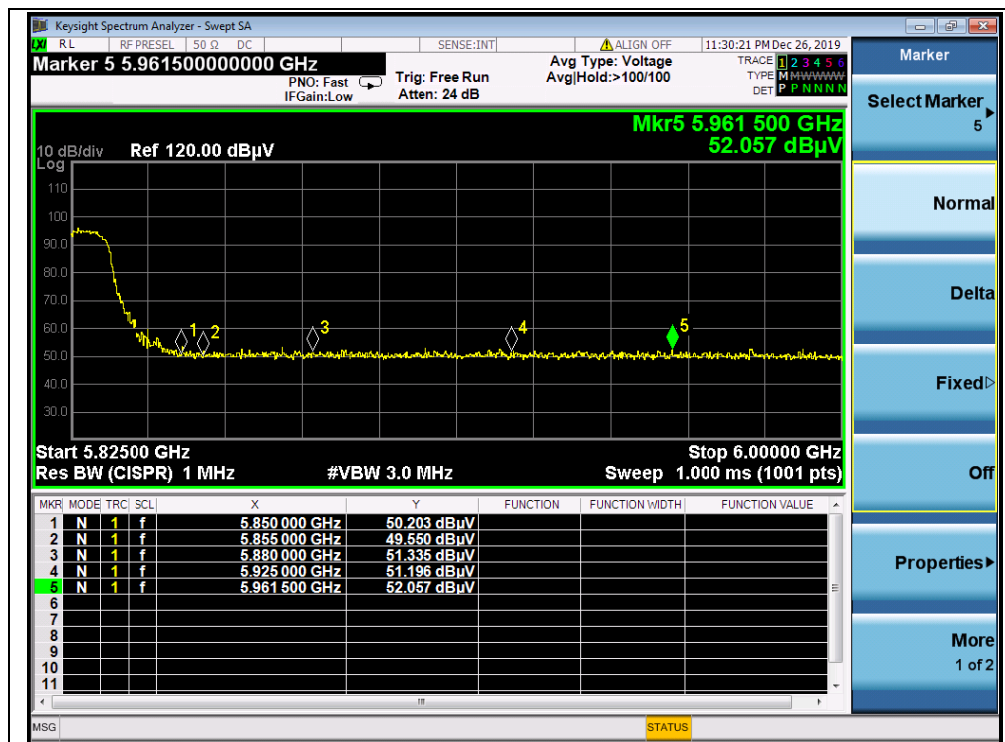 Keysight Spectrum Analyzer - Swept SA
LXI RL RF PRESEL 50 Ω DC SENSE:INT ALIGN OFF 11:30:21 PM Dec 26, 2019
Marker 5 5.961500000000 GHz
PNO: Fast
IFGain:Low
Trig: Free Run
Atten: 24 dB
Avg Type: Voltage
Avg|Hold:>100/100
TRACE 1 2 3 4 5 6
TYPE M MWWWWW
DET P P N N N N
Mkr5 5.961 500 GHz
52.057 dBµV
10 dB/div Ref 120.00 dBµV
Log
110
100
90.0
80.0
70.0
60.0
50.0
40.0
30.0
1 2 3 4 5
Start 5.82500 GHz Stop 6.00000 GHz
Res BW (CISPR) 1 MHz #VBW 3.0 MHz Sweep 1.000 ms (1001 pts)
MKR MODE TRC SCL X Y FUNCTION FUNCTION WIDTH FUNCTION VALUE
1 N 1 f 5.850 000 GHz 50.203 dBµV
2 N 1 f 5.855 000 GHz 49.550 dBµV
3 N 1 f 5.880 000 GHz 51.335 dBµV
4 N 1 f 5.925 000 GHz 51.196 dBµV
5 N 1 f 5.961 500 GHz 52.057 dBµV
6
7
8
9
10
11
MSG STATUS
Marker
Select Marker
5
Normal
Delta
Fixed
Off
Properties
More
1 of 2